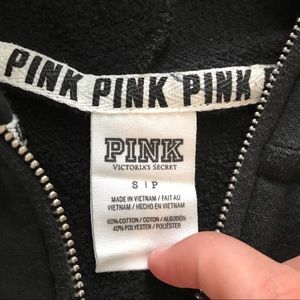 PINK PINK PINK
PINK
VICTORIA'S SECRET
S | P
MADE IN VIETNAM / FAIT AU
VIETNAM / HECHO EN VIETNAM
60% COTTON / COTON / ALGODÓN
40% POLYESTER / POLIÉSTER